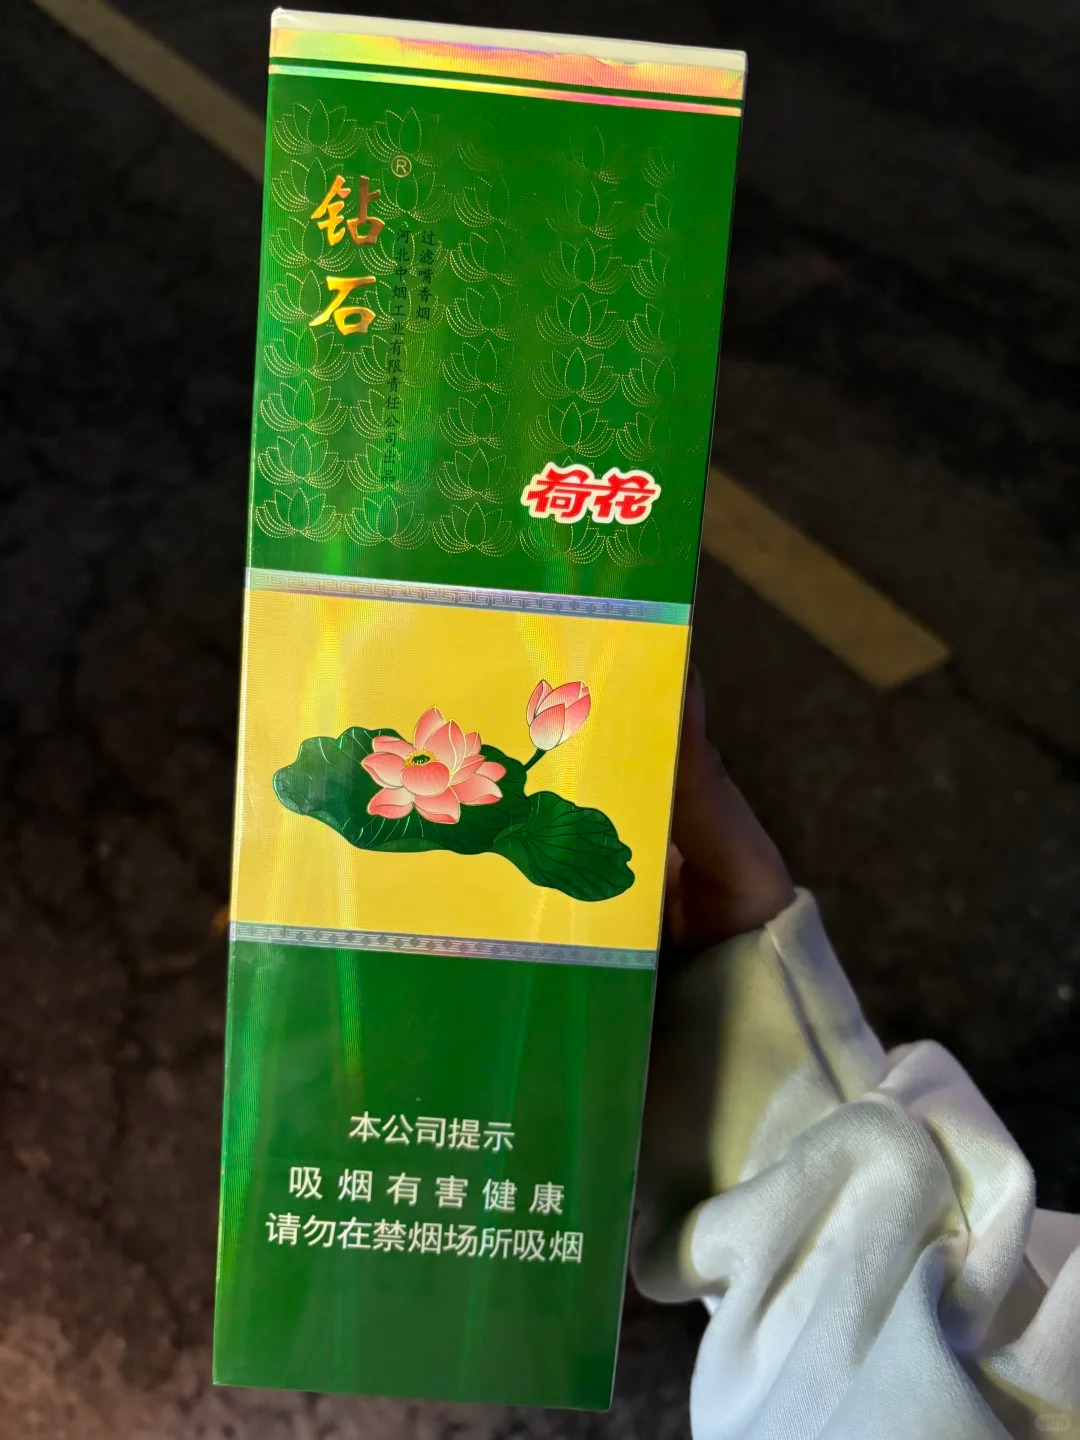 钻石
®
过滤嘴香烟
河北中烟工业有限责任公司出品
荷花
本公司提示
吸烟有害健康
请勿在禁烟场所吸烟